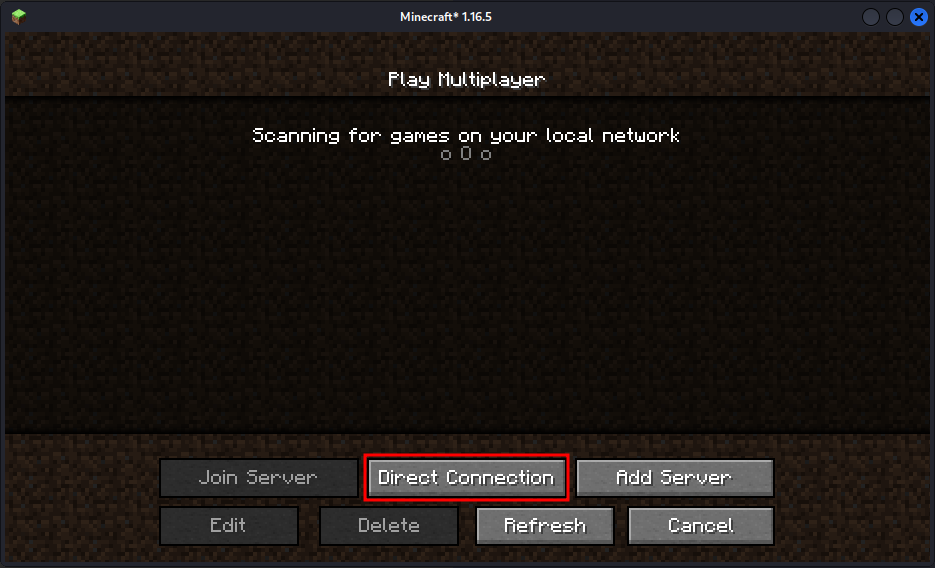 Minecraft* 1.16.5
Play Multiplayer
Scanning for games on your local network
o O o
Join Server Direct Connection Add Server
Edit Delete Refresh Cancel